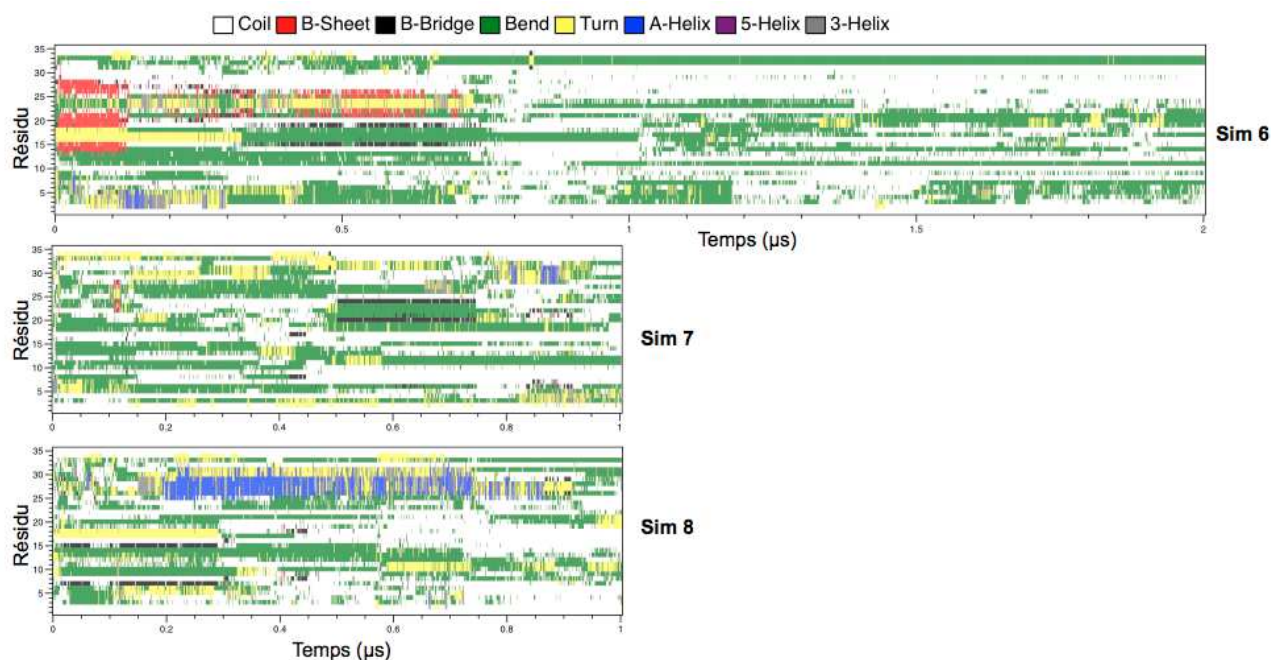 Coil B-Sheet B-Bridge Bend Turn A-Helix 5-Helix 3-Helix
35
30
25
20
15
10
5
Résidu
Sim 6
0 0.5 1 1.5 2
Temps (µs)
35
30
25
20
15
10
5
Résidu
Sim 7
0 0.2 0.4 0.6 0.8 1
35
30
25
20
15
10
5
Résidu
Sim 8
0 0.2 0.4 0.6 0.8 1
Temps (µs)